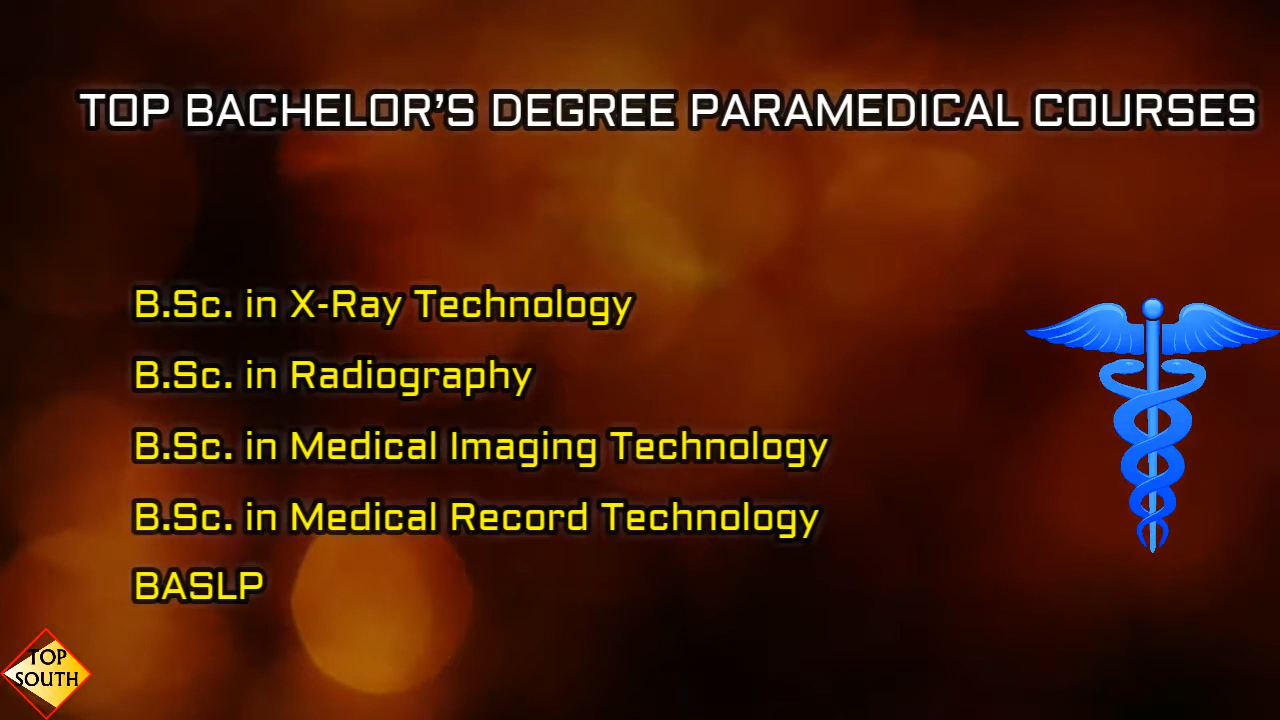 TOP BACHELOR’S DEGREE PARAMEDICAL COURSES
B.Sc. in X-Ray Technology
B.Sc. in Radiography
B.Sc. in Medical Imaging Technology
B.Sc. in Medical Record Technology
BASLP
TOP
SOUTH